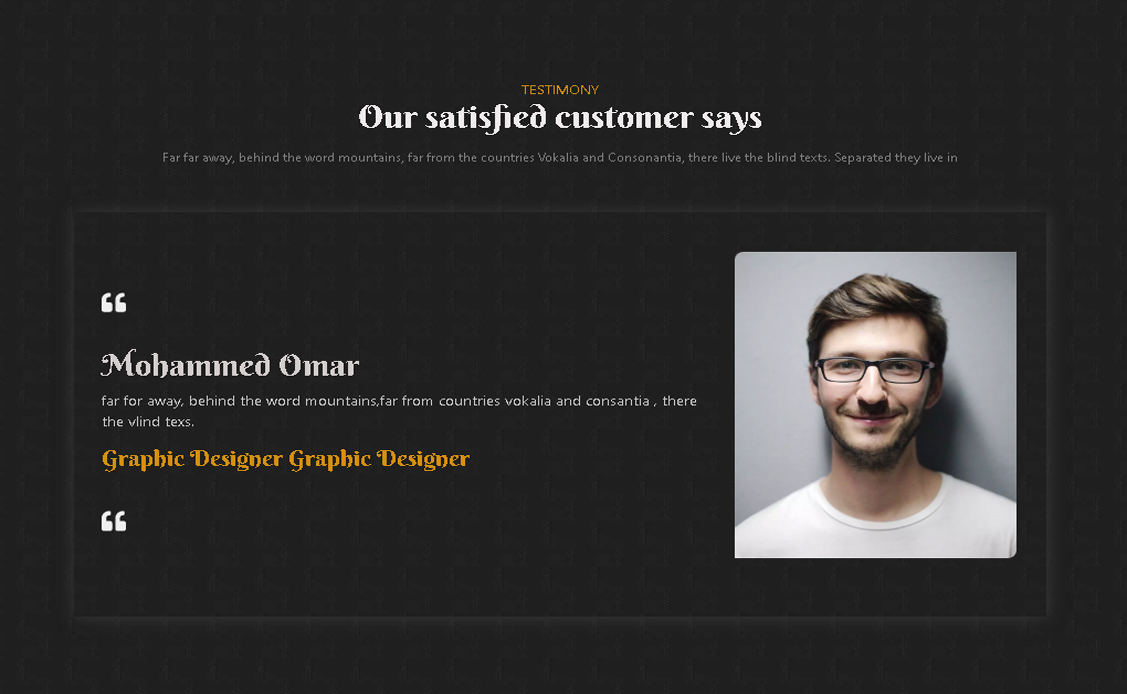 TESTIMONY
Our satisfied customer says
Far far away, behind the word mountains, far from the countries Vokalia and Consonantia, there live the blind texts. Separated they live in
“
Mohammed Omar
far for away, behind the word mountains,far from countries vokalia and consantia , there
the vlind texs.
Graphic Designer Graphic Designer
“